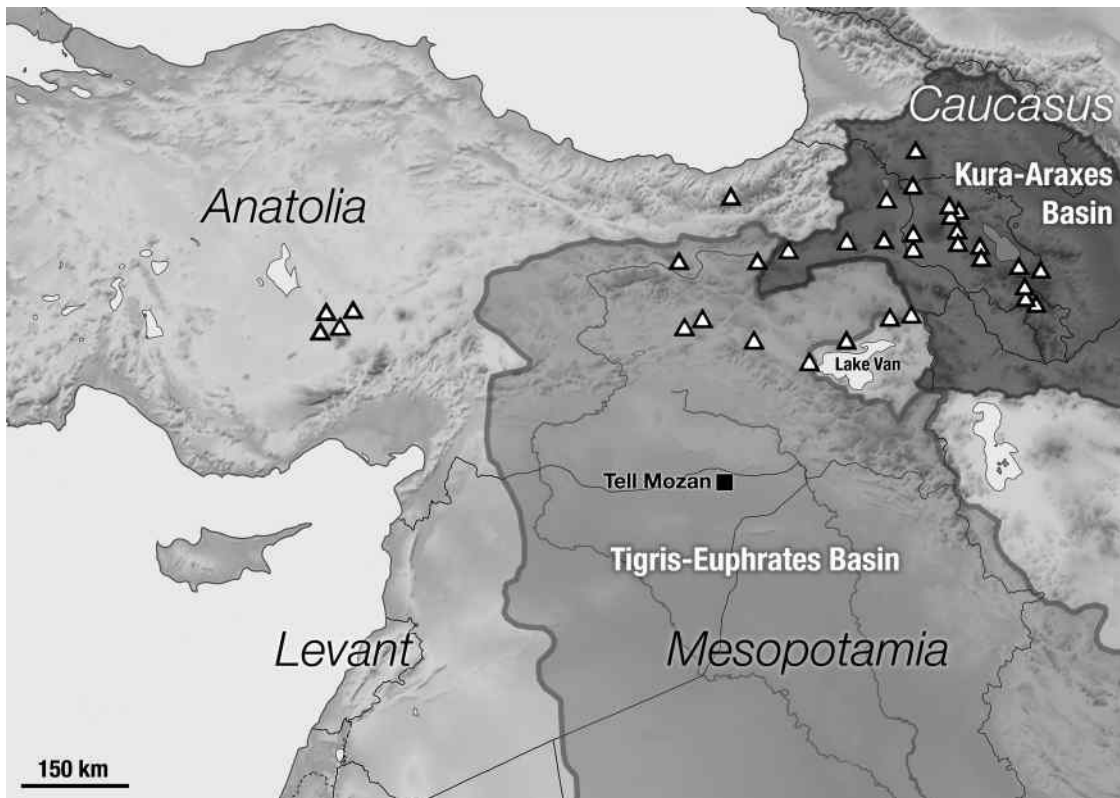 Caucasus
Kura-Araxes
Basin
Anatolia
Lake Van
Tell Mozan
Tigris-Euphrates Basin
Levant
Mesopotamia
150 km